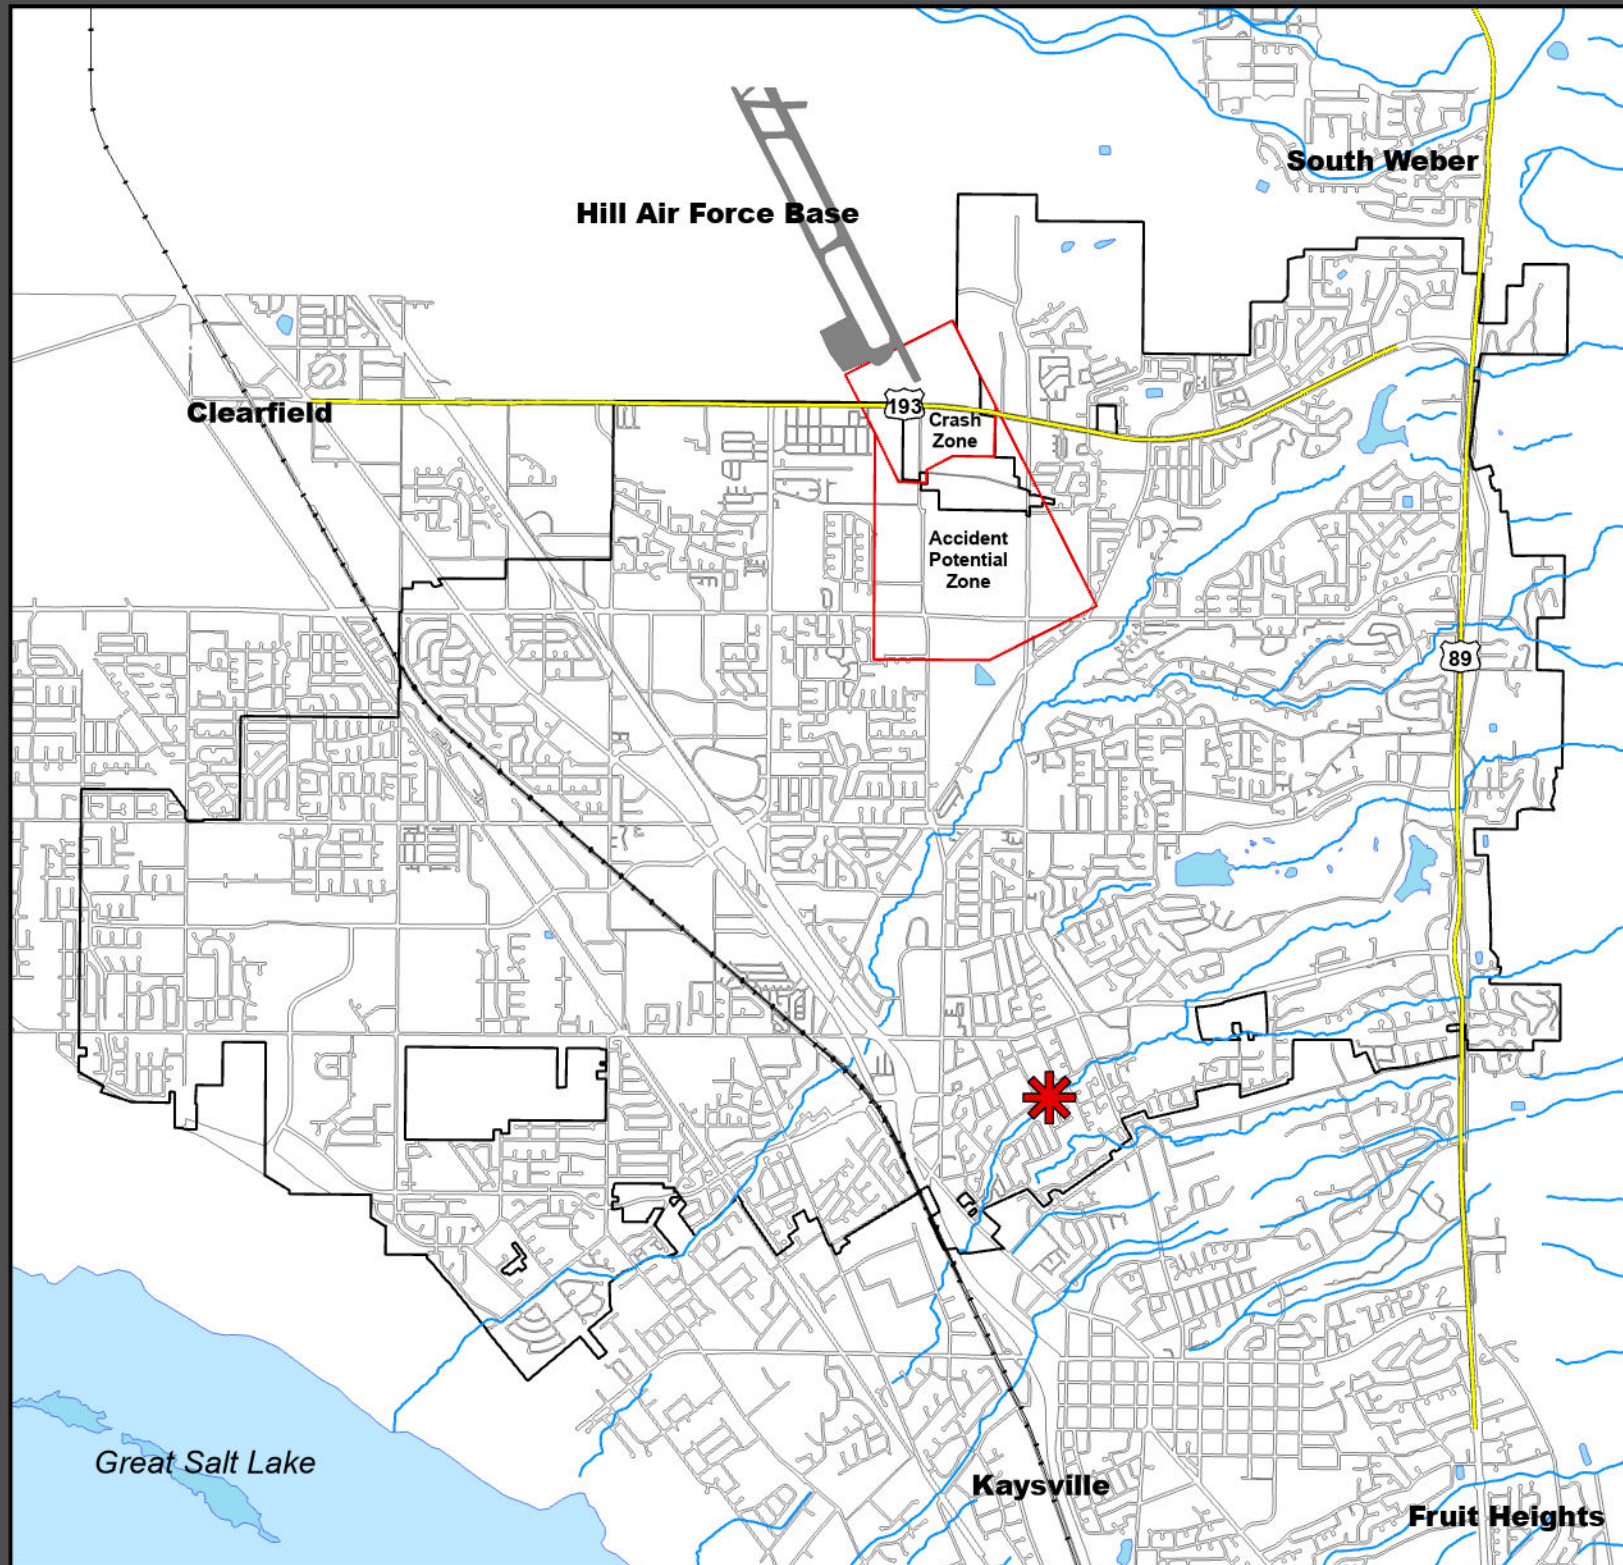 South Weber
Hill Air Force Base
193
Clearfield
Crash
Zone
Accident
Potential
Zone
89
Great Salt Lake
Kaysville
Fruit Heights